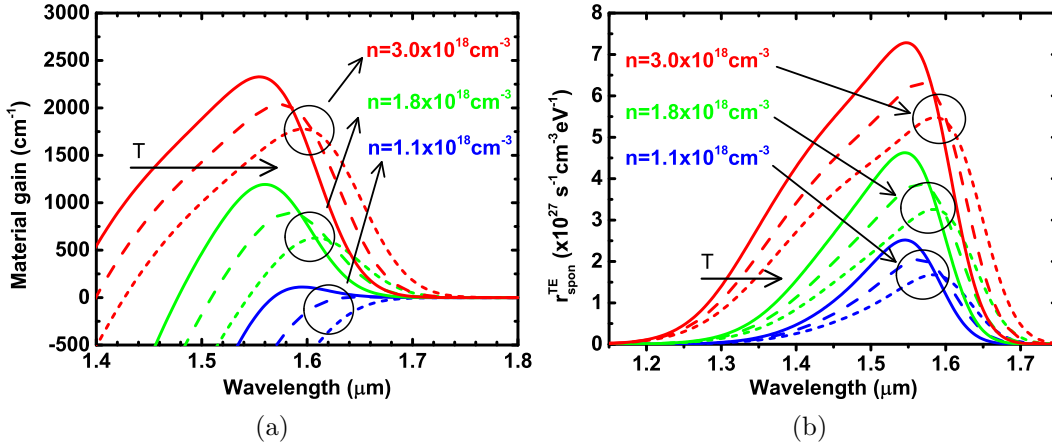 3000
2500
2000
1500
1000
500
0
-500
Material gain (cm⁻¹)
n=3.0x10¹⁸cm⁻³
n=1.8x10¹⁸cm⁻³
n=1.1x10¹⁸cm⁻³
T
1.4 1.5 1.6 1.7 1.8
Wavelength (μm)
(a)
8
7
6
5
4
3
2
1
0
r_spon^TE (x10²⁷ s⁻¹cm⁻³eV⁻¹)
n=3.0x10¹⁸cm⁻³
n=1.8x10¹⁸cm⁻³
n=1.1x10¹⁸cm⁻³
T
1.2 1.3 1.4 1.5 1.6 1.7
Wavelength (μm)
(b)